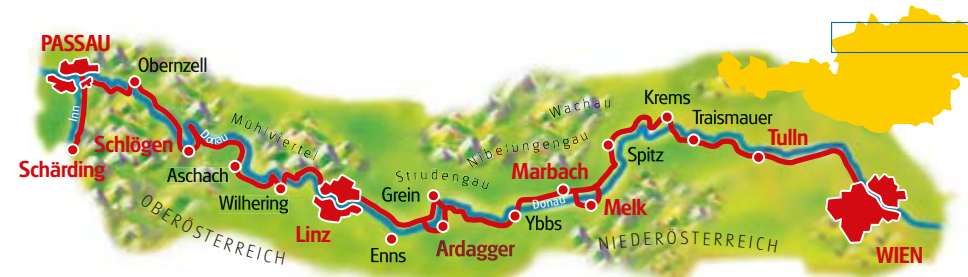 PASSAU
Obernzell
Inn
Schärding
Schlögen
Donau
Mühlviertel
Aschach
Wilhering
OBERÖSTERREICH
Linz
Enns
Grein
Strudengau
Ardagger
Nibelungengau
Wachau
Marbach
Donau
Ybbs
Melk
Spitz
Krems
Traismauer
Tulln
NIEDERÖSTERREICH
WIEN